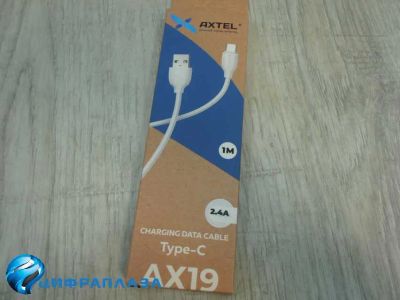 AXTEL
1M
2.4A
CHARGING DATA CABLE
Type-C
AX19
ЦИФРАПЛАЗА